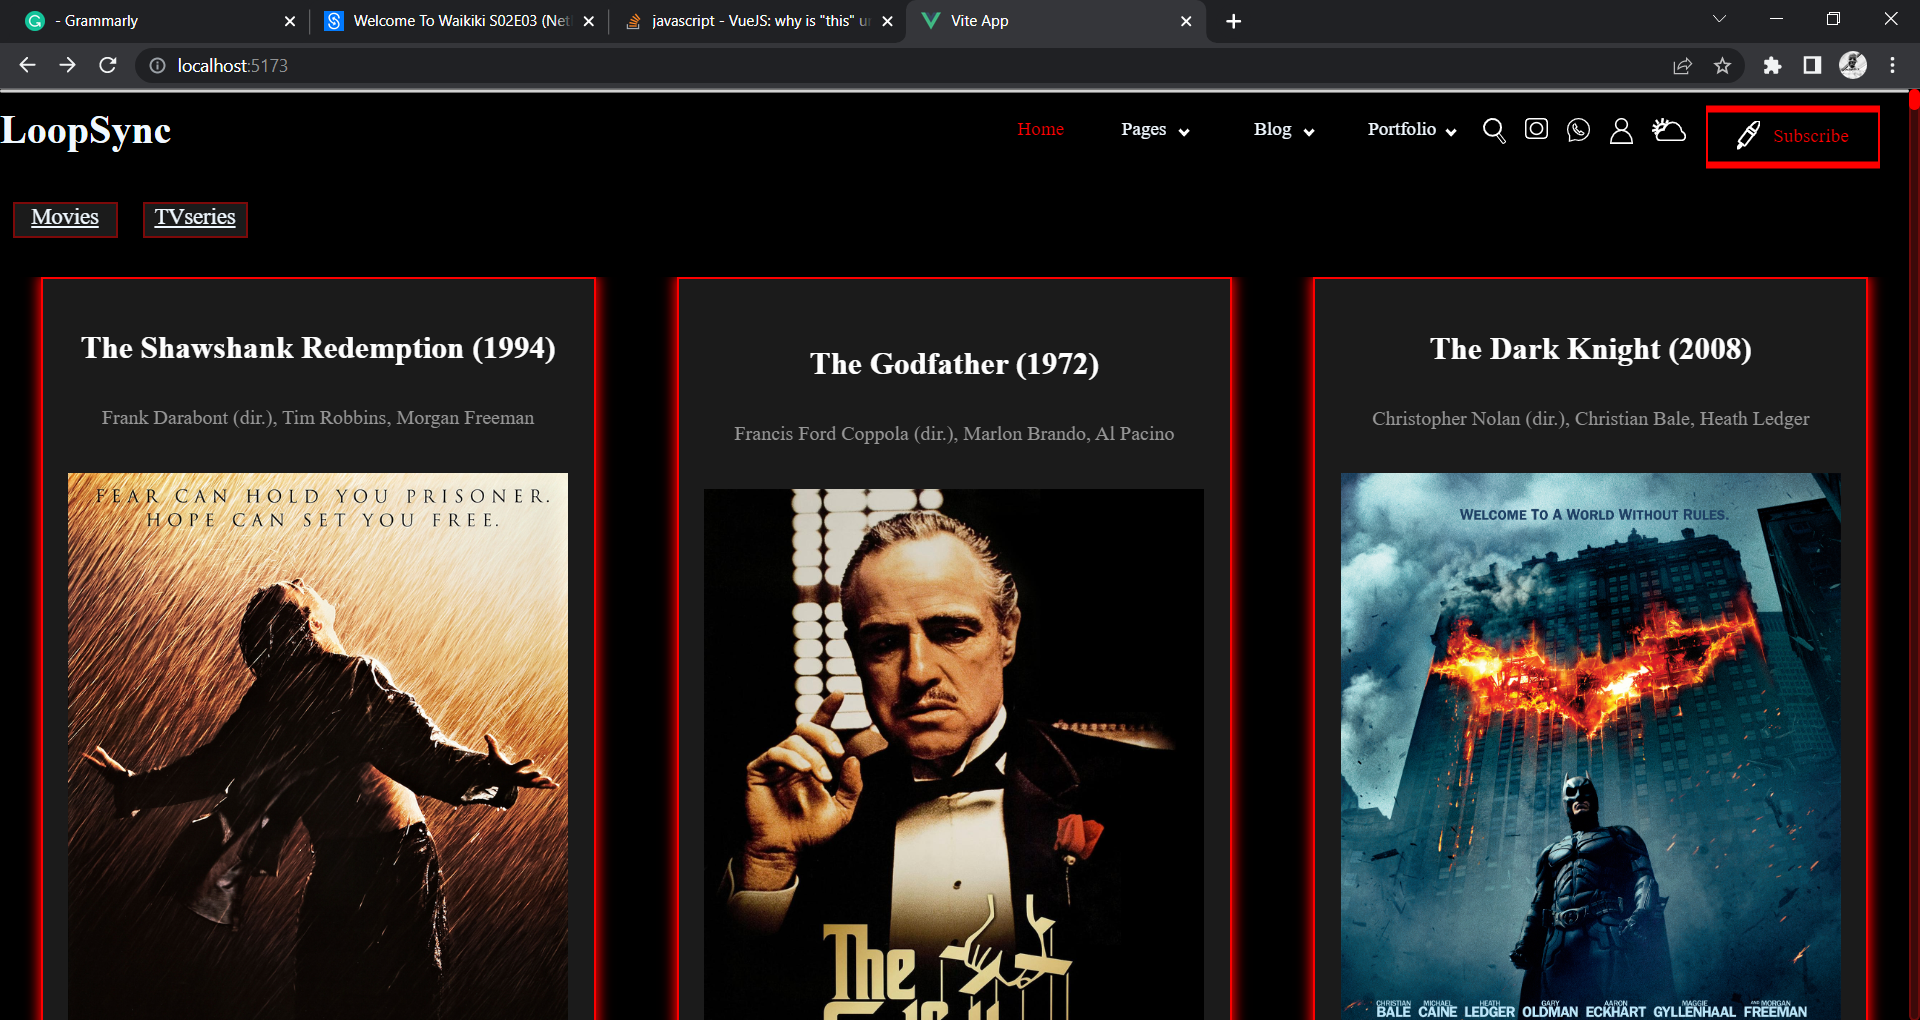 - Grammarly
Welcome To Waikiki S02E03 (Net
javascript - VueJS: why is "this" u
Vite App
localhost:5173
LoopSync
Home
Pages
Blog
Portfolio
Subscribe
Movies
TVseries
The Shawshank Redemption (1994)
Frank Darabont (dir.), Tim Robbins, Morgan Freeman
FEAR CAN HOLD YOU PRISONER.
HOPE CAN SET YOU FREE.
The Godfather (1972)
Francis Ford Coppola (dir.), Marlon Brando, Al Pacino
The
The Dark Knight (2008)
Christopher Nolan (dir.), Christian Bale, Heath Ledger
WELCOME TO A WORLD WITHOUT RULES.
CHRISTIAN BALE MICHAEL CAINE HEATH LEDGER GARY OLDMAN AARON ECKHART MAGGIE GYLLENHAAL AND MORGAN FREEMAN